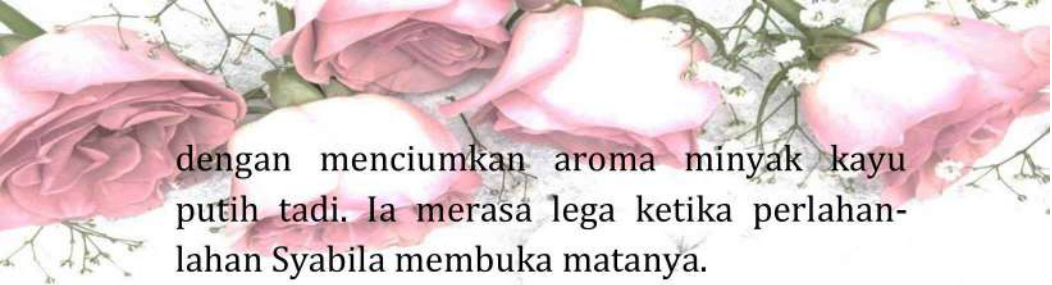 dengan menciumkan aroma minyak kayu
putih tadi. Ia merasa lega ketika perlahan-
lahan Syabila membuka matanya.